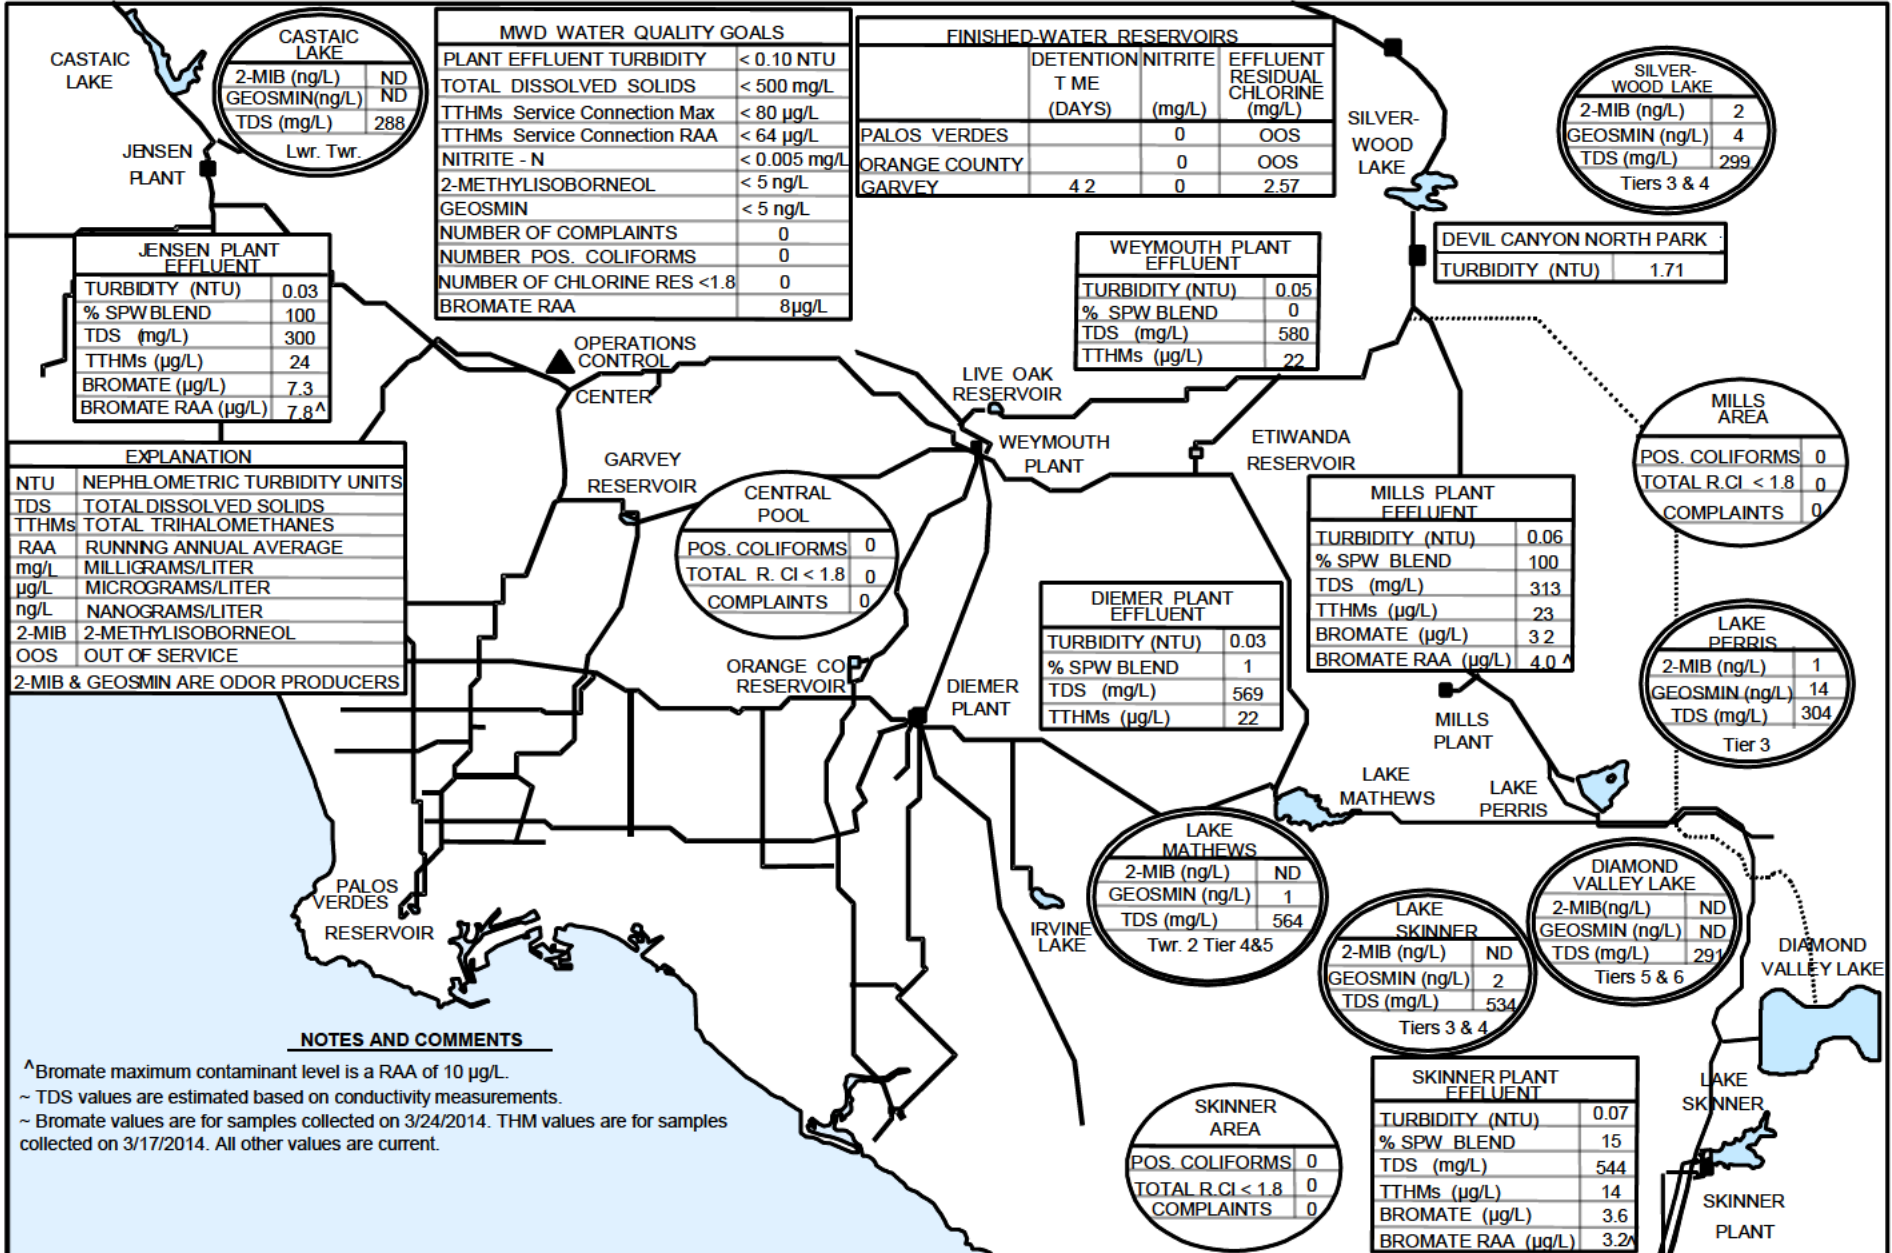 CASTAIC
LAKE
CASTAIC
LAKE
2-MIB (ng/L) ND
GEOSMIN(ng/L) ND
TDS (mg/L) 288
Lwr. Twr.
JENSEN
PLANT
MWD WATER QUALITY GOALS
PLANT EFFLUENT TURBIDITY < 0.10 NTU
TOTAL DISSOLVED SOLIDS < 500 mg/L
TTHMs Service Connection Max < 80 µg/L
TTHMs Service Connection RAA < 64 µg/L
NITRITE - N < 0.005 mg/L
2-METHYLISOBORNEOL < 5 ng/L
GEOSMIN < 5 ng/L
NUMBER OF COMPLAINTS 0
NUMBER POS. COLIFORMS 0
NUMBER OF CHLORINE RES <1.8 0
BROMATE RAA 8µg/L
FINISHED-WATER RESERVOIRS
DETENTION NITRITE EFFLUENT
T ME RESIDUAL
CHLORINE
(DAYS) (mg/L) (mg/L)
PALOS VERDES 0 OOS
ORANGE COUNTY 0 OOS
GARVEY 4 2 0 2.57
SILVER-
WOOD
LAKE
SILVER-
WOOD LAKE
2-MIB (ng/L) 2
GEOSMIN (ng/L) 4
TDS (mg/L) 299
Tiers 3 & 4
DEVIL CANYON NORTH PARK
TURBIDITY (NTU) 1.71
JENSEN PLANT
EFFLUENT
TURBIDITY (NTU) 0.03
% SPW BLEND 100
TDS (mg/L) 300
TTHMs (µg/L) 24
BROMATE (µg/L) 7.3
BROMATE RAA (µg/L) 7.8^
WEYMOUTH PLANT
EFFLUENT
TURBIDITY (NTU) 0.05
% SPW BLEND 0
TDS (mg/L) 580
TTHMs (µg/L) 22
OPERATIONS
CONTROL
CENTER
LIVE OAK
RESERVOIR
WEYMOUTH
PLANT
ETIWANDA
RESERVOIR
MILLS
AREA
POS. COLIFORMS 0
TOTAL R.Cl < 1.8 0
COMPLAINTS 0
EXPLANATION
NTU NEPHELOMETRIC TURBIDITY UNITS
TDS TOTAL DISSOLVED SOLIDS
TTHMs TOTAL TRIHALOMETHANES
RAA RUNNING ANNUAL AVERAGE
mg/L MILLIGRAMS/LITER
µg/L MICROGRAMS/LITER
ng/L NANOGRAMS/LITER
2-MIB 2-METHYLISOBORNEOL
OOS OUT OF SERVICE
2-MIB & GEOSMIN ARE ODOR PRODUCERS
GARVEY
RESERVOIR
CENTRAL
POOL
POS. COLIFORMS 0
TOTAL R. Cl < 1.8 0
COMPLAINTS 0
MILLS PLANT
EFFLUENT
TURBIDITY (NTU) 0.06
% SPW BLEND 100
TDS (mg/L) 313
TTHMs (µg/L) 23
BROMATE (µg/L) 3 2
BROMATE RAA (µg/L) 4.0 ^
DIEMER PLANT
EFFLUENT
TURBIDITY (NTU) 0.03
% SPW BLEND 1
TDS (mg/L) 569
TTHMs (µg/L) 22
LAKE
PERRIS
2-MIB (ng/L) 1
GEOSMIN (ng/L) 14
TDS (mg/L) 304
Tier 3
ORANGE CO
RESERVOIR
DIEMER
PLANT
MILLS
PLANT
LAKE
MATHEWS
LAKE
PERRIS
LAKE
MATHEWS
2-MIB (ng/L) ND
GEOSMIN (ng/L) 1
TDS (mg/L) 564
Twr. 2 Tier 4&5
DIAMOND
VALLEY LAKE
2-MIB(ng/L) ND
GEOSMIN (ng/L) ND
TDS (mg/L) 291
Tiers 5 & 6
LAKE
SKINNER
2-MIB (ng/L) ND
GEOSMIN (ng/L) 2
TDS (mg/L) 534
Tiers 3 & 4
PALOS
VERDES
RESERVOIR
IRVINE
LAKE
DIAMOND
VALLEY LAKE
NOTES AND COMMENTS
^Bromate maximum contaminant level is a RAA of 10 µg/L.
~ TDS values are estimated based on conductivity measurements.
~ Bromate values are for samples collected on 3/24/2014. THM values are for samples
collected on 3/17/2014. All other values are current.
SKINNER
AREA
POS. COLIFORMS 0
TOTAL R.Cl < 1.8 0
COMPLAINTS 0
SKINNER PLANT
EFFLUENT
TURBIDITY (NTU) 0.07
% SPW BLEND 15
TDS (mg/L) 544
TTHMs (µg/L) 14
BROMATE (µg/L) 3.6
BROMATE RAA (µg/L) 3.2^
LAKE
SKINNER
SKINNER
PLANT